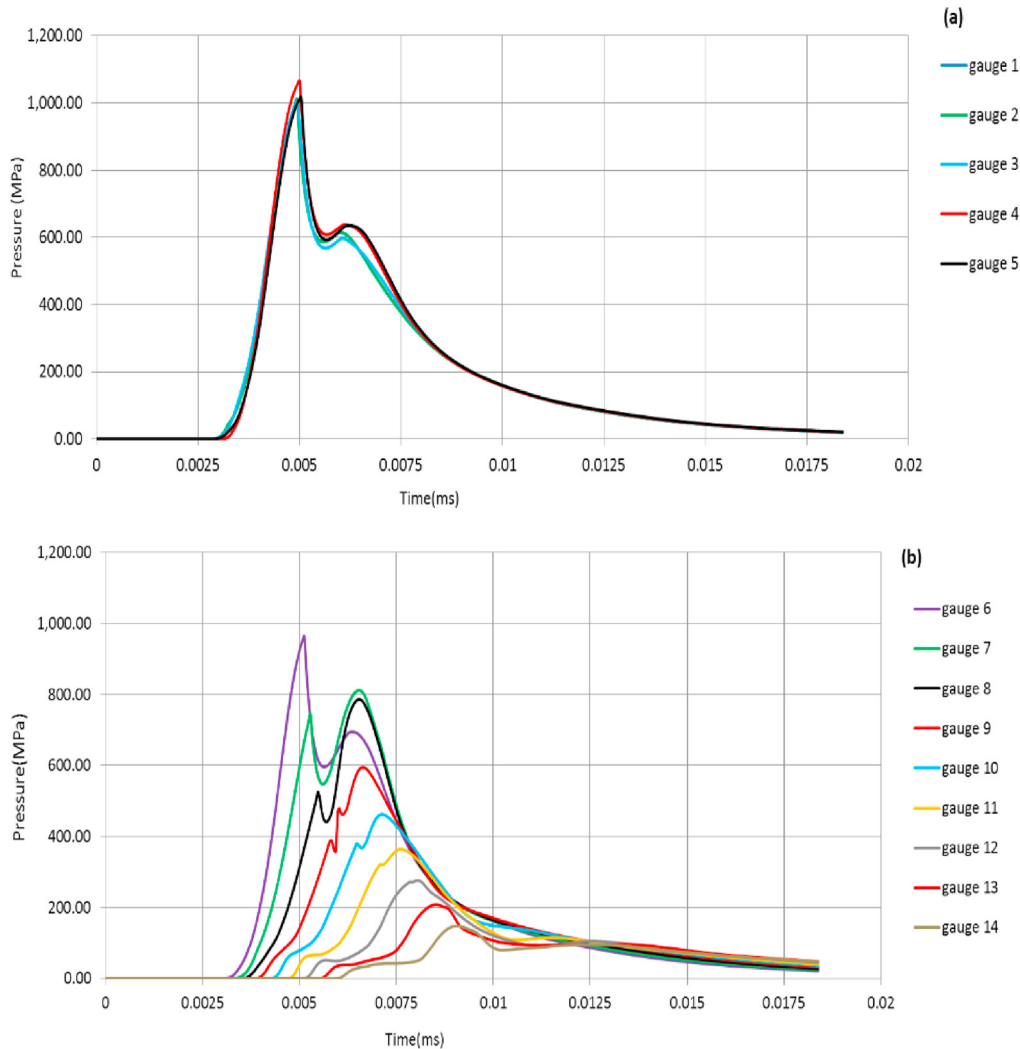 (a)
1,200.00
1,000.00
800.00
600.00
400.00
200.00
0.00
Pressure (MPa)
0 0.0025 0.005 0.0075 0.01 0.0125 0.015 0.0175 0.02
Time(ms)
gauge 1
gauge 2
gauge 3
gauge 4
gauge 5
(b)
1,200.00
1,000.00
800.00
600.00
400.00
200.00
0.00
Pressure(MPa)
0 0.0025 0.005 0.0075 0.01 0.0125 0.015 0.0175 0.02
Time(ms)
gauge 6
gauge 7
gauge 8
gauge 9
gauge 10
gauge 11
gauge 12
gauge 13
gauge 14